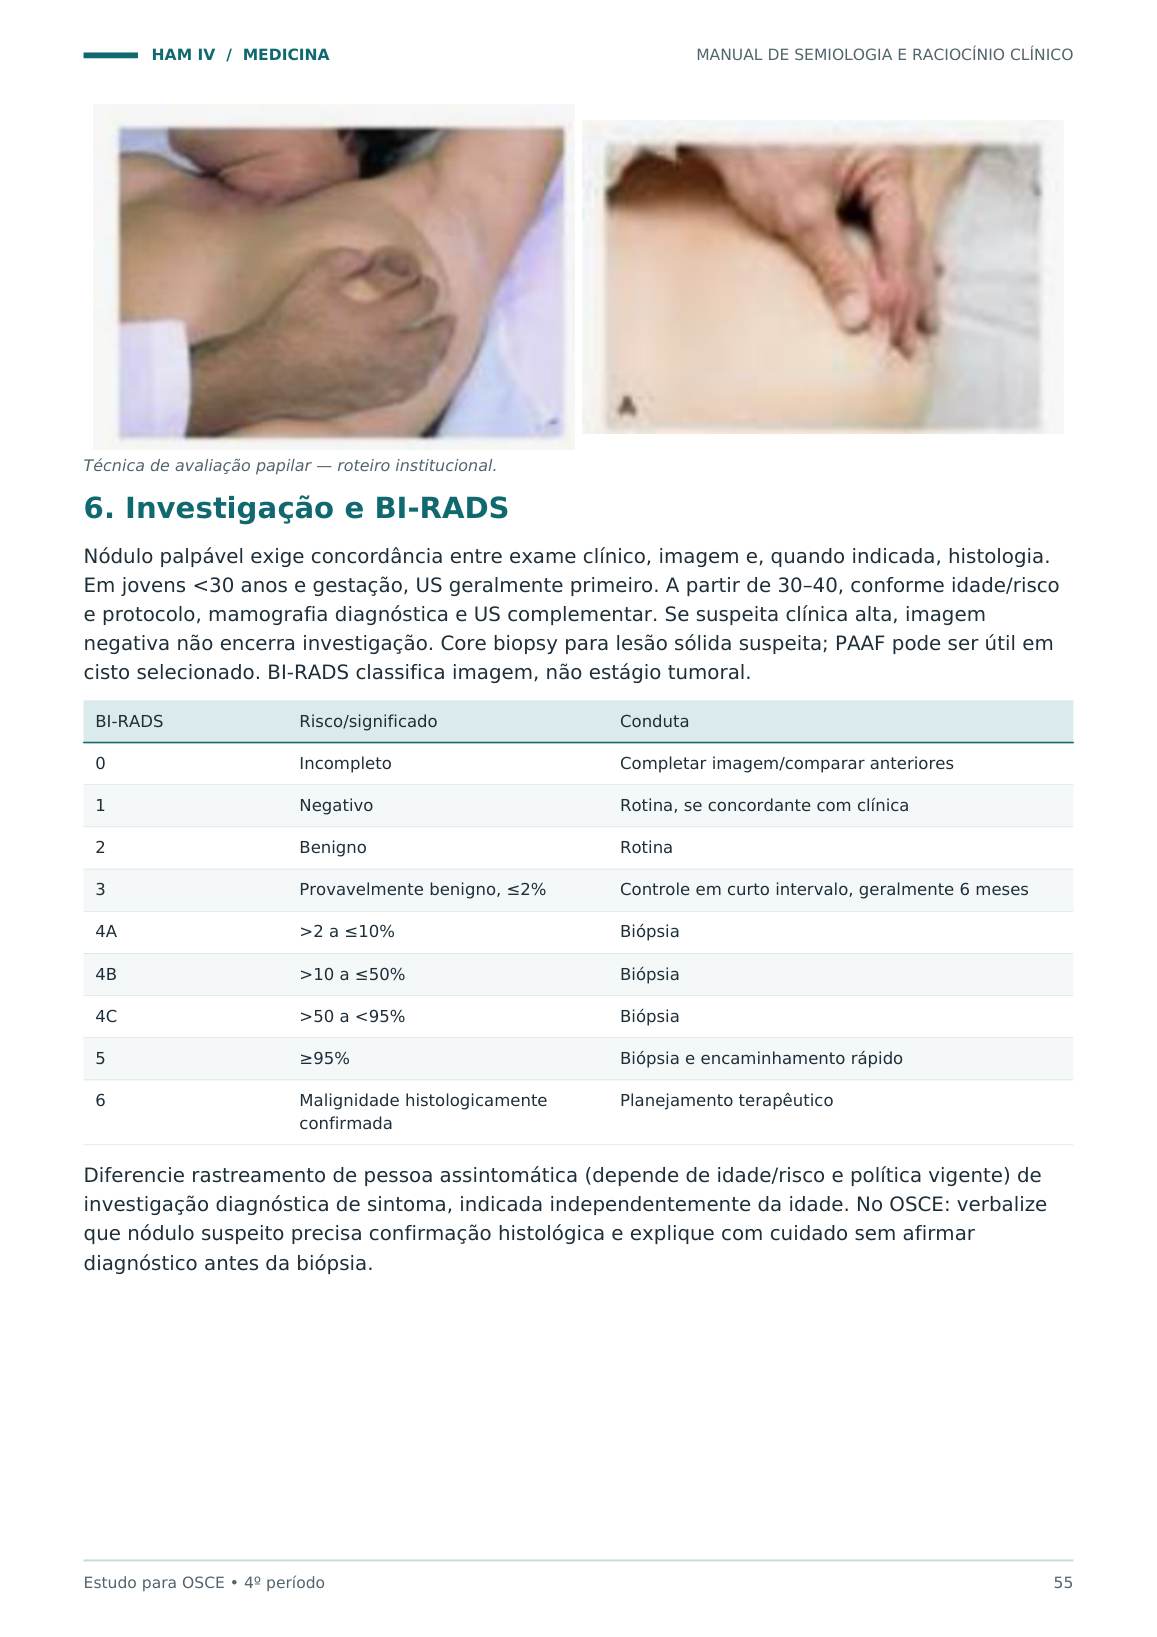 HAM IV / MEDICINA
MANUAL DE SEMIOLOGIA E RACIOCÍNIO CLÍNICO
A
Técnica de avaliação papilar — roteiro institucional.
6. Investigação e BI-RADS
Nódulo palpável exige concordância entre exame clínico, imagem e, quando indicada, histologia.
Em jovens <30 anos e gestação, US geralmente primeiro. A partir de 30–40, conforme idade/risco
e protocolo, mamografia diagnóstica e US complementar. Se suspeita clínica alta, imagem
negativa não encerra investigação. Core biopsy para lesão sólida suspeita; PAAF pode ser útil em
cisto selecionado. BI-RADS classifica imagem, não estágio tumoral.
BI-RADS Risco/significado Conduta
0 Incompleto Completar imagem/comparar anteriores
1 Negativo Rotina, se concordante com clínica
2 Benigno Rotina
3 Provavelmente benigno, ≤2% Controle em curto intervalo, geralmente 6 meses
4A >2 a ≤10% Biópsia
4B >10 a ≤50% Biópsia
4C >50 a <95% Biópsia
5 ≥95% Biópsia e encaminhamento rápido
6 Malignidade histologicamente Planejamento terapêutico
confirmada
Diferencie rastreamento de pessoa assintomática (depende de idade/risco e política vigente) de
investigação diagnóstica de sintoma, indicada independentemente da idade. No OSCE: verbalize
que nódulo suspeito precisa confirmação histológica e explique com cuidado sem afirmar
diagnóstico antes da biópsia.
Estudo para OSCE • 4º período
55